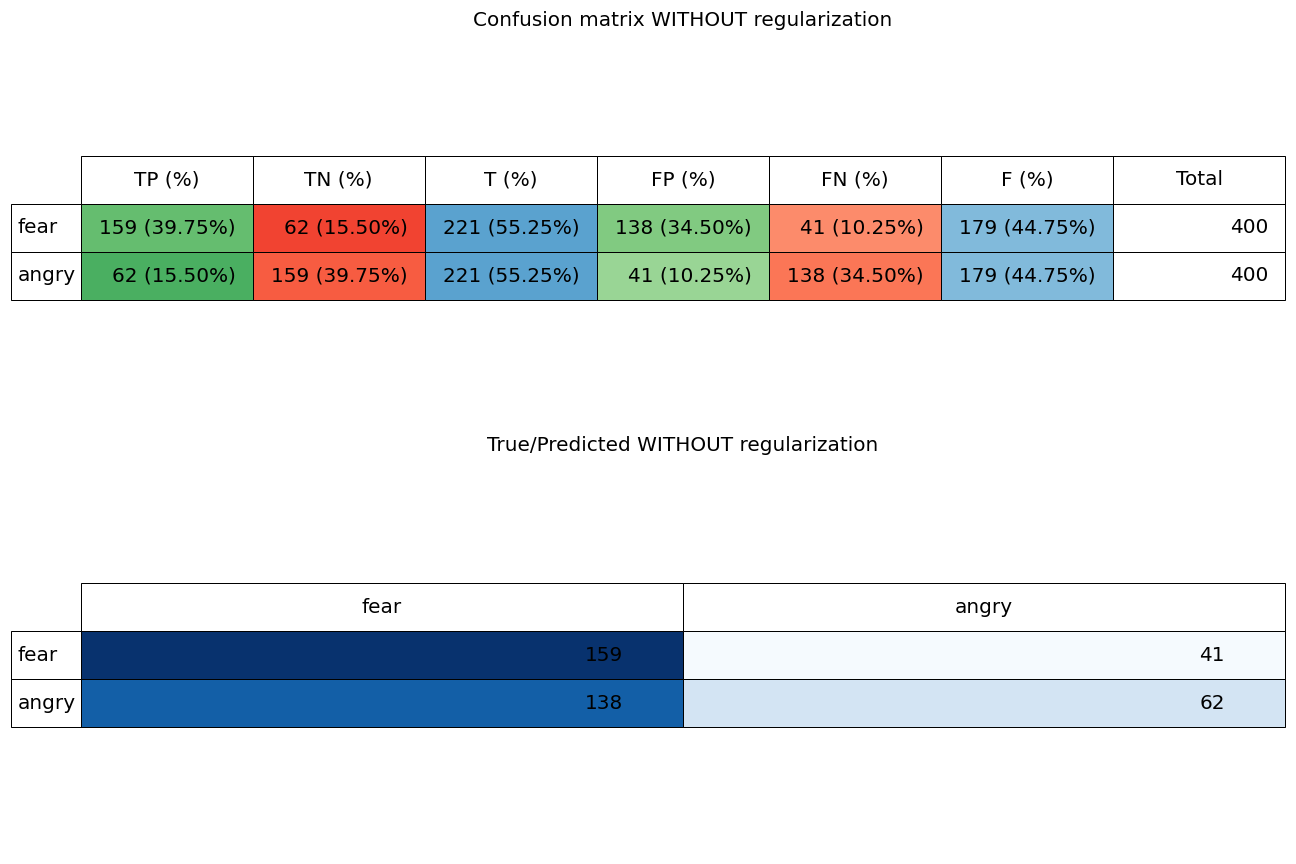 Confusion matrix WITHOUT regularization
TP (%) TN (%) T (%) FP (%) FN (%) F (%) Total
fear 159 (39.75%) 62 (15.50%) 221 (55.25%) 138 (34.50%) 41 (10.25%) 179 (44.75%) 400
angry 62 (15.50%) 159 (39.75%) 221 (55.25%) 41 (10.25%) 138 (34.50%) 179 (44.75%) 400
True/Predicted WITHOUT regularization
fear angry
fear 159 41
angry 138 62